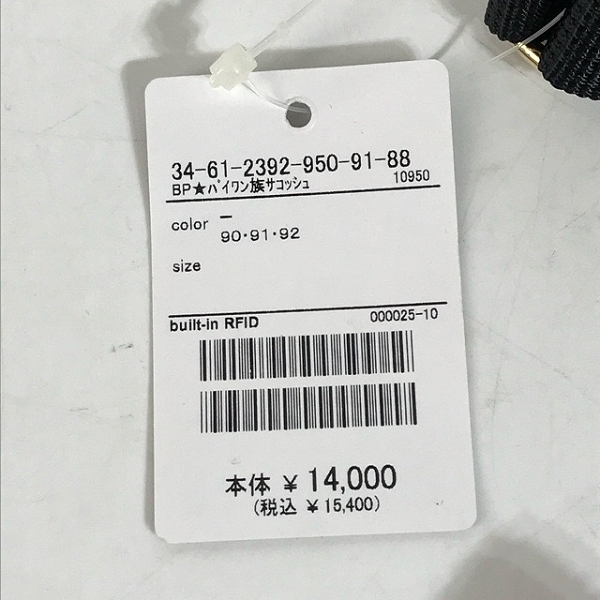 34-61-2392-950-91-88
BP★パイワン族サコッシュ 10950
color −
90・91・92
size
built-in RFID 000025-10
本体 ¥ 14,000
(税込 ¥ 15,400)